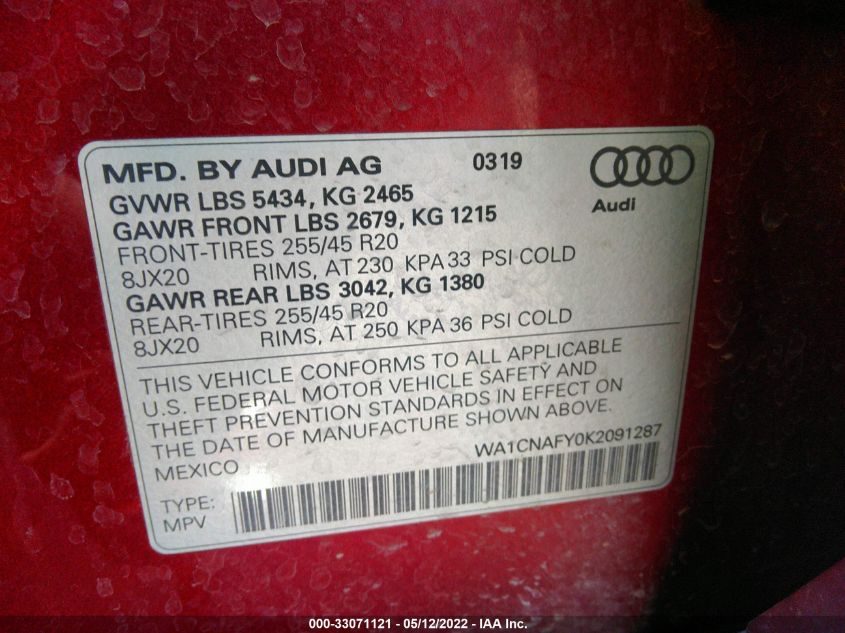 MFD. BY AUDI AG 0319
Audi
GVWR LBS 5434, KG 2465
GAWR FRONT LBS 2679, KG 1215
FRONT-TIRES 255/45 R20
8JX20 RIMS, AT 230 KPA 33 PSI COLD
GAWR REAR LBS 3042, KG 1380
REAR-TIRES 255/45 R20
8JX20 RIMS, AT 250 KPA 36 PSI COLD
THIS VEHICLE CONFORMS TO ALL APPLICABLE
U.S. FEDERAL MOTOR VEHICLE SAFETY AND
THEFT PREVENTION STANDARDS IN EFFECT ON
THE DATE OF MANUFACTURE SHOWN ABOVE.
MEXICO WA1CNAFY0K2091287
TYPE:
MPV
000-33071121 - 05/12/2022 - IAA Inc.